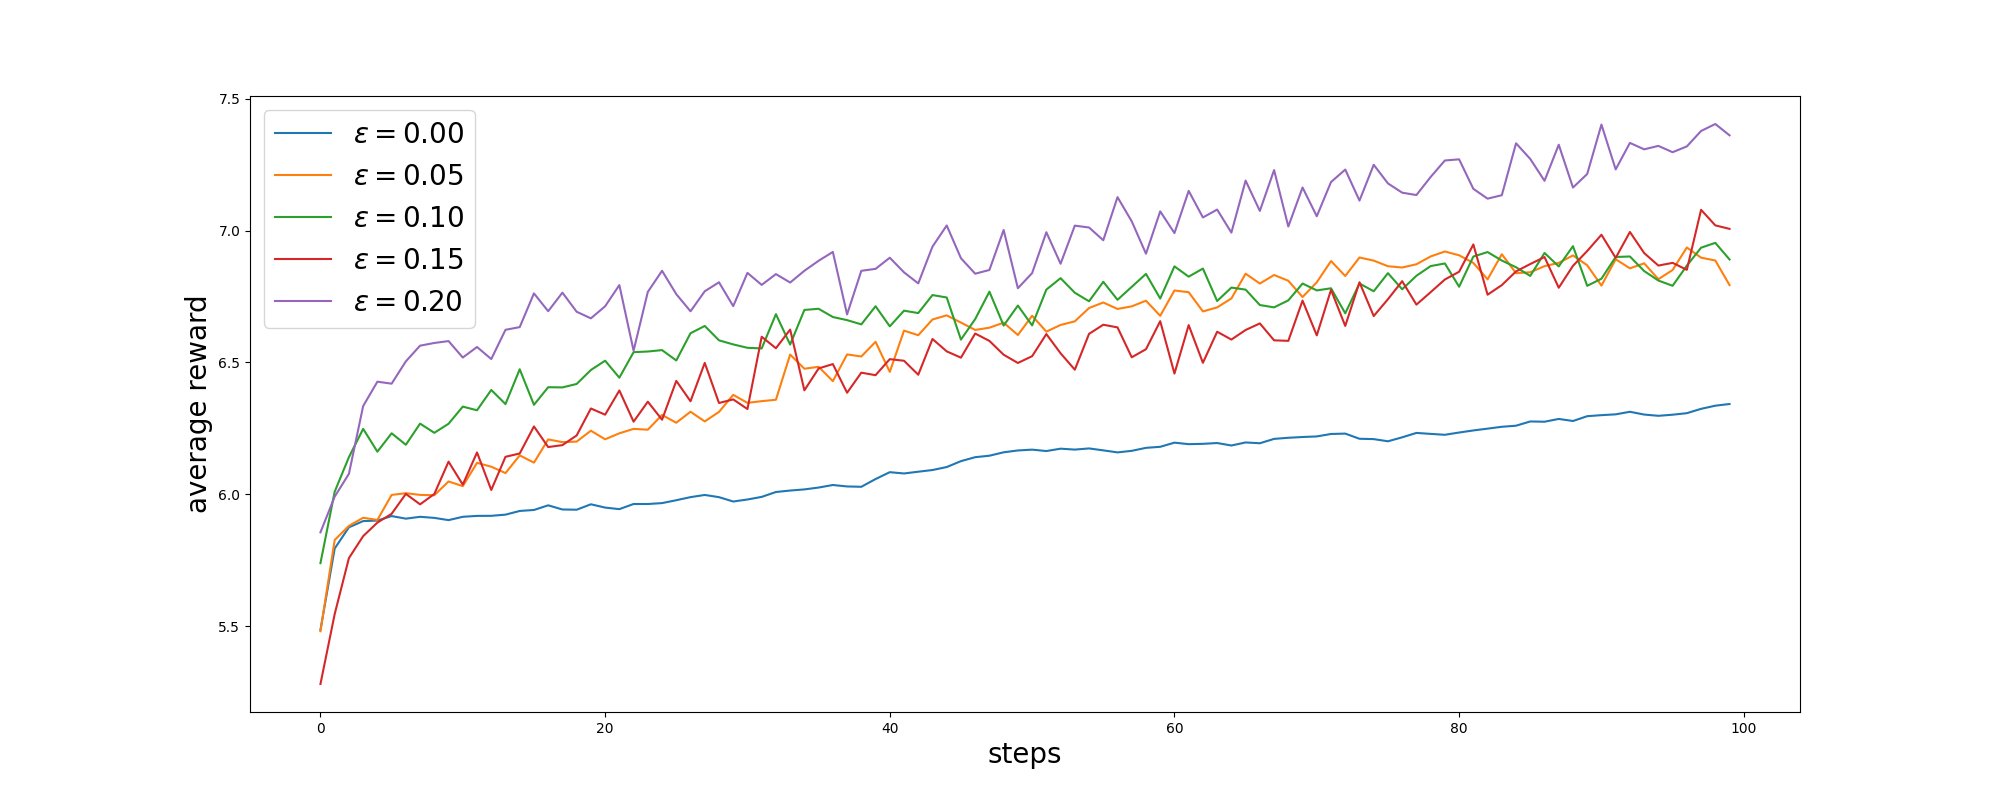 7.5
7.0
6.5
6.0
5.5
average reward
ε = 0.00
ε = 0.05
ε = 0.10
ε = 0.15
ε = 0.20
0 20 40 60 80 100
steps